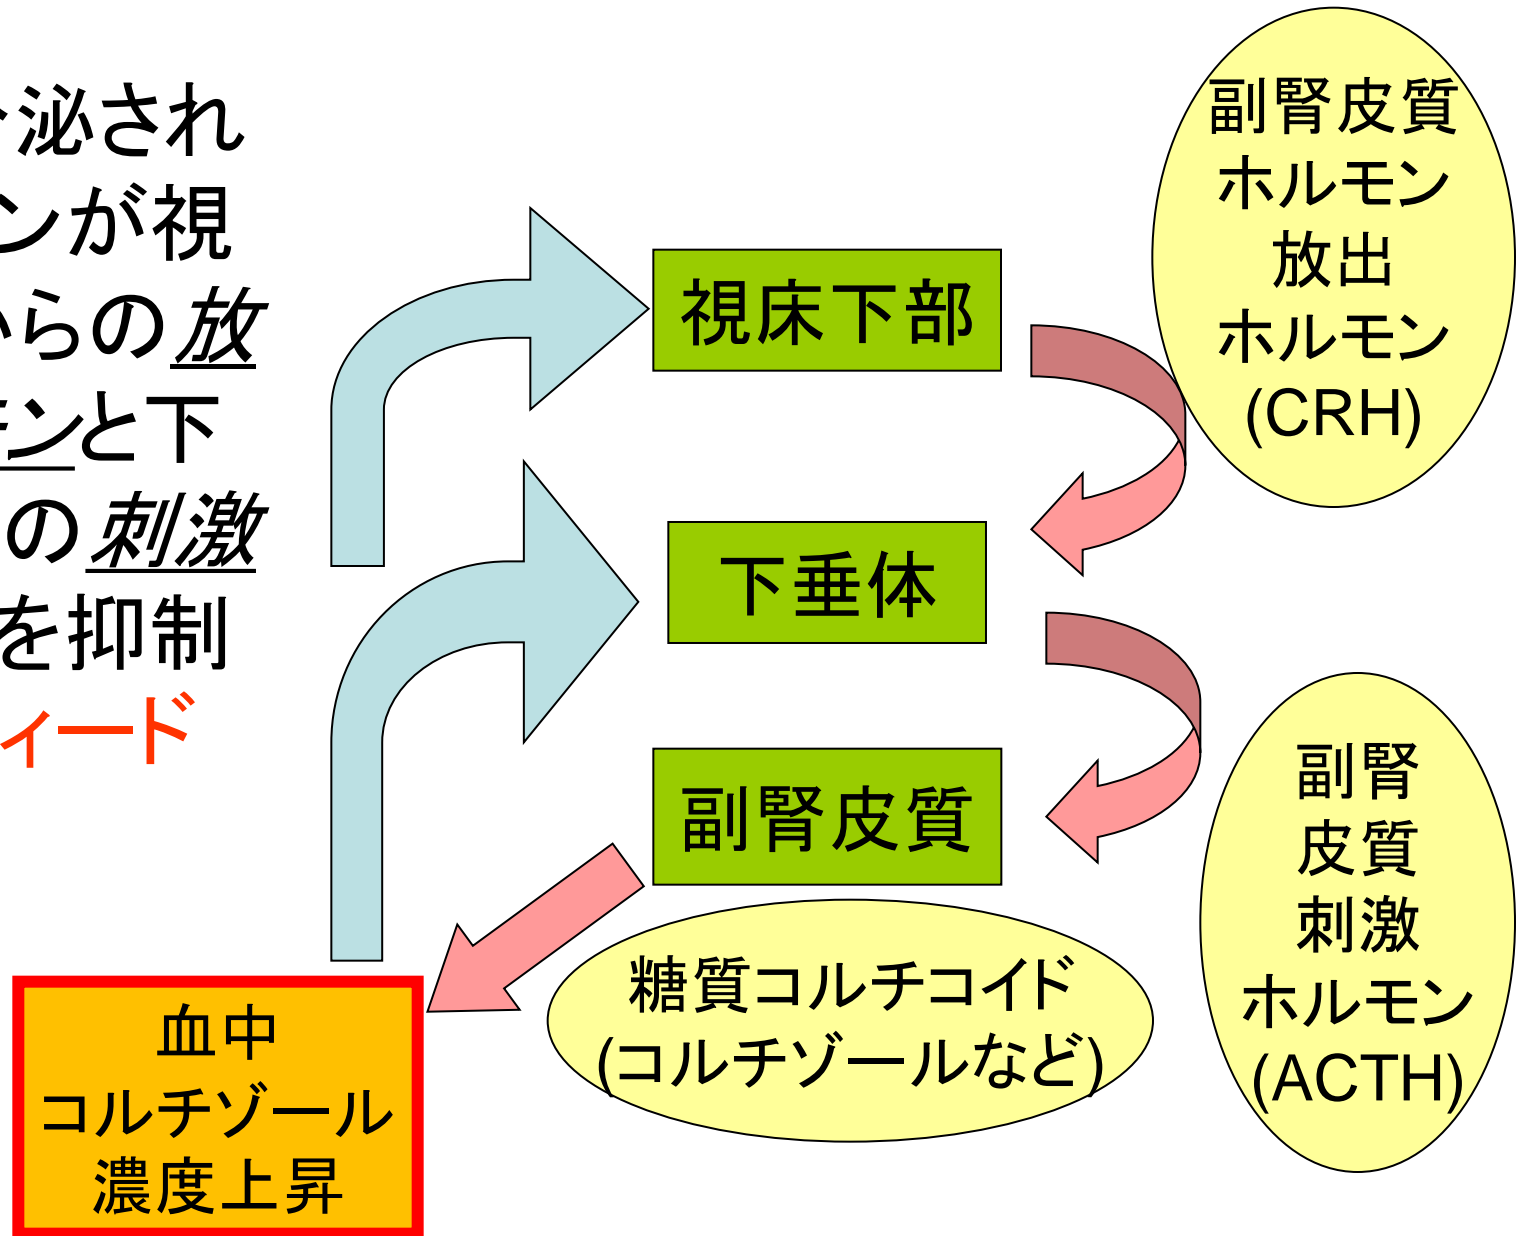 泌され
ンが視
からの放
モンと下
の刺激
を抑制
ィード
視床下部
下垂体
副腎皮質
副腎皮質
ホルモン
放出
ホルモン
(CRH)
副腎
皮質
刺激
ホルモン
(ACTH)
糖質コルチコイド
(コルチゾールなど)
血中
コルチゾール
濃度上昇